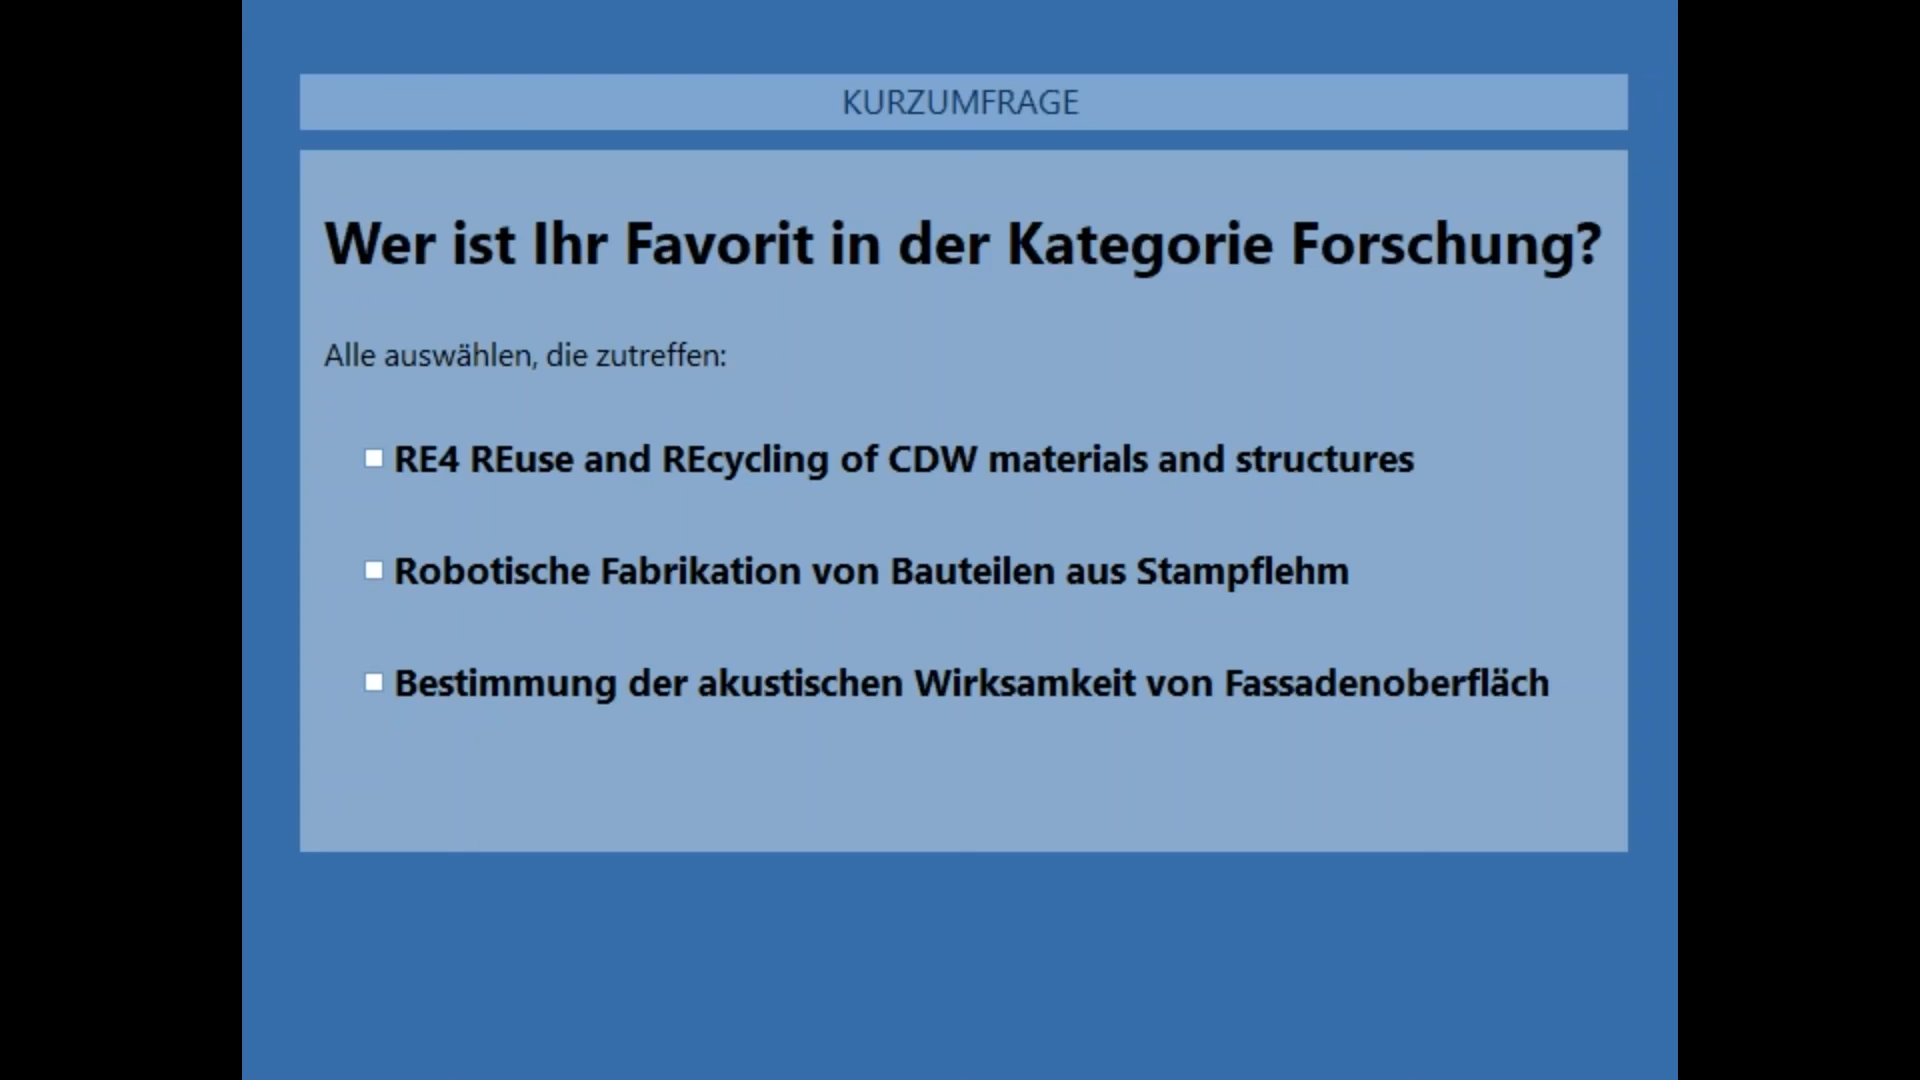 KURZUMFRAGE
Wer ist Ihr Favorit in der Kategorie Forschung?
Alle auswählen, die zutreffen:
RE4 REuse and REcycling of CDW materials and structures
Robotische Fabrikation von Bauteilen aus Stampflehm
Bestimmung der akustischen Wirksamkeit von Fassadenoberfläch